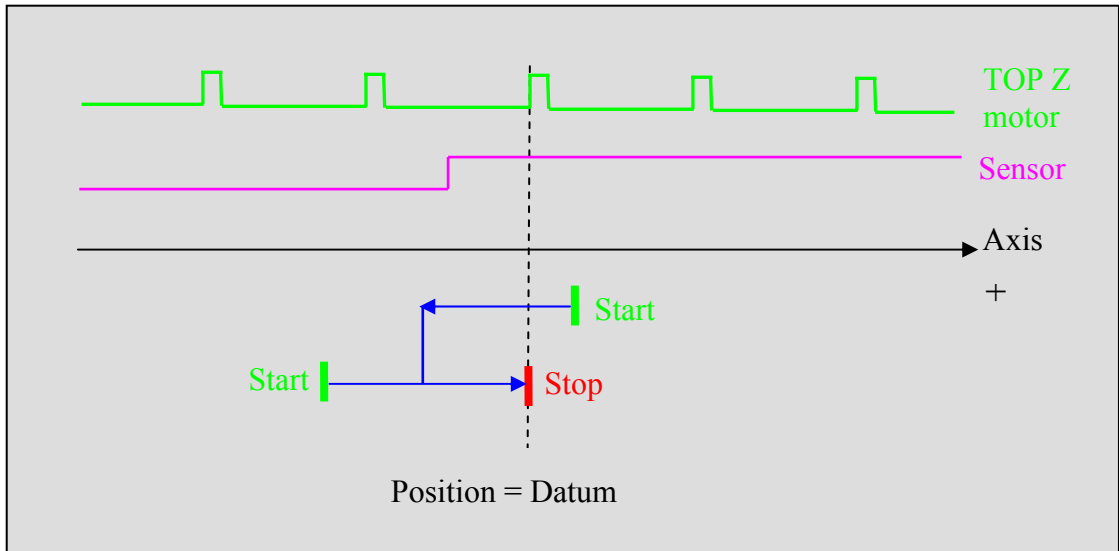 TOP Z
motor
Sensor
Axis
+
Start
Start
Stop
Position = Datum